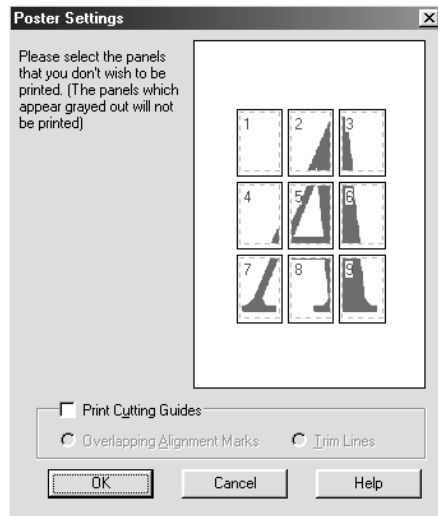 Poster Settings
Please select the panels
that you don't wish to be
printed. (The panels which
appear grayed out will not
be printed)
1 2 3
4 5 6
7 8 9
Print Cutting Guides
Overlapping Alignment Marks Trim Lines
OK Cancel Help